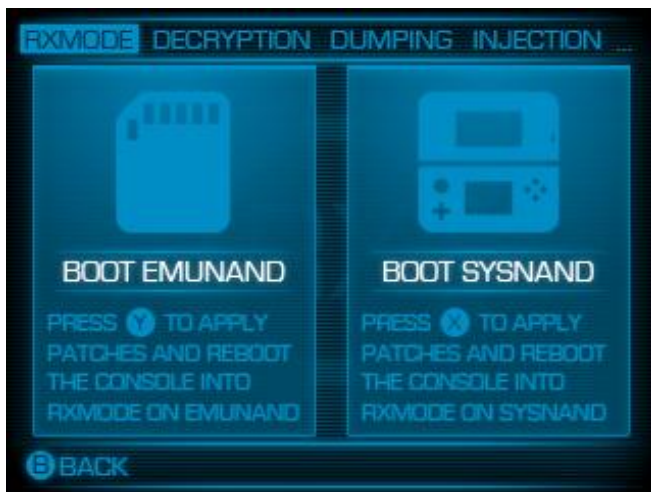 RXMODE DECRYPTION DUMPING INJECTION ...
BOOT EMUNAND
PRESS Y TO APPLY
PATCHES AND REBOOT
THE CONSOLE INTO
RXMODE ON EMUNAND
BOOT SYSNAND
PRESS X TO APPLY
PATCHES AND REBOOT
THE CONSOLE INTO
RXMODE ON SYSNAND
B BACK